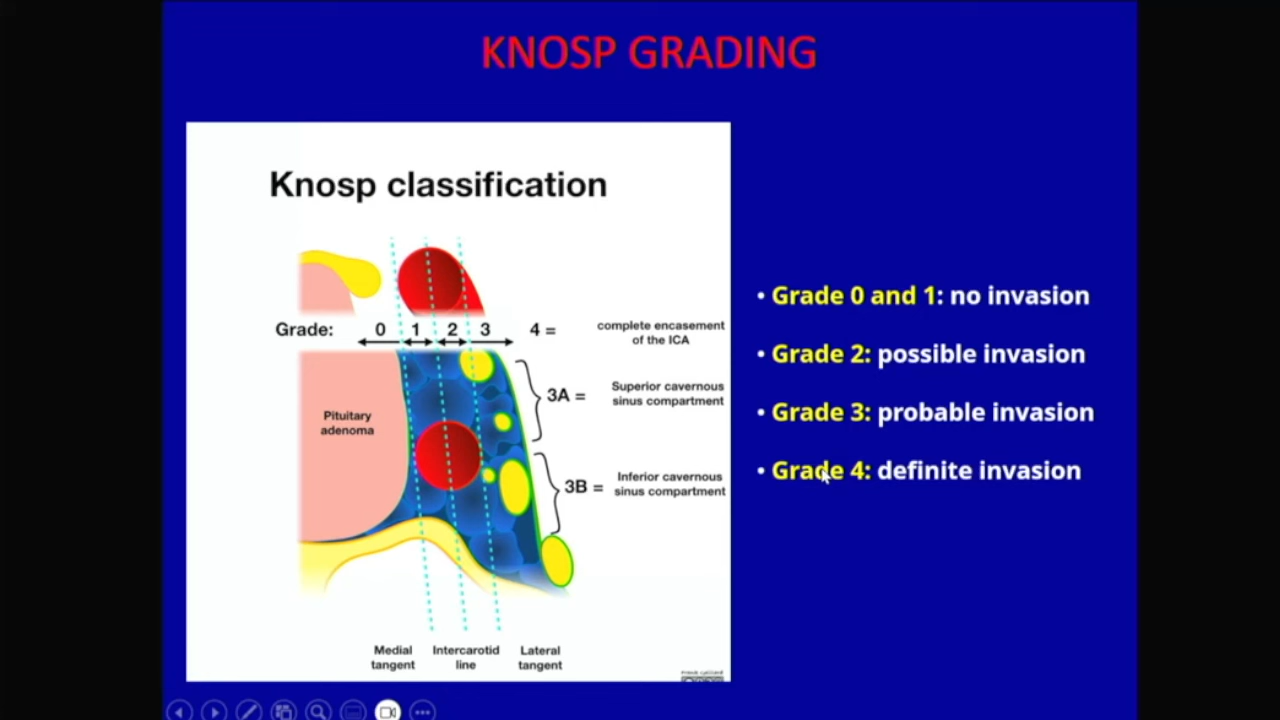 KNOSP GRADING
Knosp classification
Grade: 0 1 2 3 4 =
complete encasement
of the ICA
3A =
Superior cavernous
sinus compartment
Pituitary
adenoma
3B =
Inferior cavernous
sinus compartment
Medial
tangent
Intercarotid
line
Lateral
tangent
• Grade 0 and 1: no invasion
• Grade 2: possible invasion
• Grade 3: probable invasion
• Grade 4: definite invasion